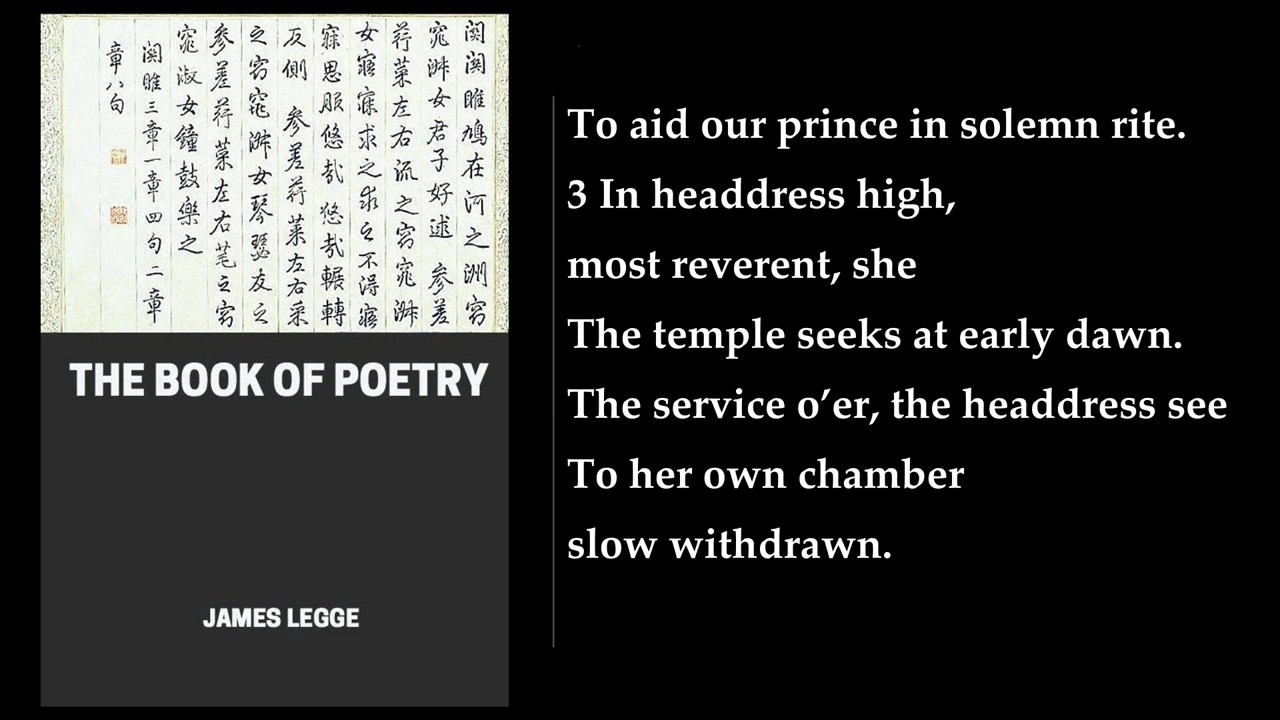 関関雎鳩在河之洲窈
窕淑女君子好逑 參差
荇菜左右流之窈窕淑
女寤寐求之求之不得寤
寐思服悠哉悠哉輾轉
反側 參差荇菜左右采
之窈窕淑女琴瑟友之
參差荇菜左右芼之窈
窕淑女鐘鼓樂之
関雎三章一章四句二章
章八句
THE BOOK OF POETRY
JAMES LEGGE
To aid our prince in solemn rite.
3 In headdress high,
most reverent, she
The temple seeks at early dawn.
The service o’er, the headdress see
To her own chamber
slow withdrawn.